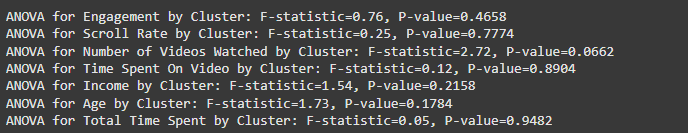 ANOVA for Engagement by Cluster: F-statistic=0.76, P-value=0.4658
ANOVA for Scroll Rate by Cluster: F-statistic=0.25, P-value=0.7774
ANOVA for Number of Videos Watched by Cluster: F-statistic=2.72, P-value=0.0662
ANOVA for Time Spent On Video by Cluster: F-statistic=0.12, P-value=0.8904
ANOVA for Income by Cluster: F-statistic=1.54, P-value=0.2158
ANOVA for Age by Cluster: F-statistic=1.73, P-value=0.1784
ANOVA for Total Time Spent by Cluster: F-statistic=0.05, P-value=0.9482